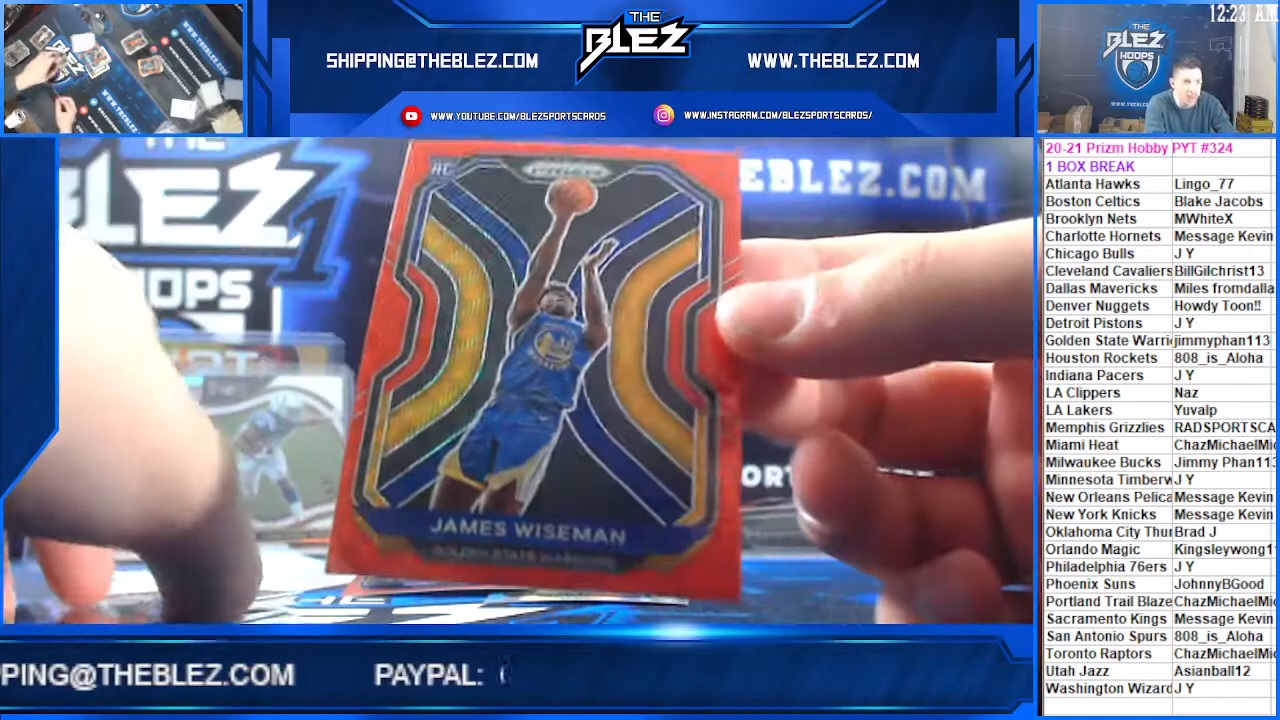 SHIPPING@THEBLEZ.COM
THE
BLEZ
WWW.THEBLEZ.COM
WWW.YOUTUBE.COM/BLEZSPORTSCARDS
WWW.INSTAGRAM.COM/BLEZSPORTSCARDS/
12:23 AM
THE
BLEZ
HOOPS
20-21 Prizm Hobby PYT #324
1 BOX BREAK
Atlanta Hawks Lingo_77
Boston Celtics Blake Jacobs
Brooklyn Nets MWhiteX
Charlotte Hornets Message Kevin
Chicago Bulls J Y
Cleveland Cavaliers BillGilchrist13
Dallas Mavericks Miles fromdalla
Denver Nuggets Howdy Toon!!
Detroit Pistons J Y
Golden State Warri jimmyphan113
Houston Rockets 808_is_Aloha
Indiana Pacers J Y
LA Clippers Naz
LA Lakers Yuvalp
Memphis Grizzlies RADSPORTSCA
Miami Heat ChazMichaelMi
Milwaukee Bucks Jimmy Phan113
Minnesota Timberw J Y
New Orleans Pelica Message Kevin
New York Knicks Message Kevin
Oklahoma City Thu Brad J
Orlando Magic Kingsleywong1
Philadelphia 76ers J Y
Phoenix Suns JohnnyBGood
Portland Trail Blaze ChazMichaelMi
Sacramento Kings Message Kevin
San Antonio Spurs 808_is_Aloha
Toronto Raptors ChazMichaelMi
Utah Jazz Asianball12
Washington Wizard J Y
BLEZ
OOPS
BLEZ.COM
RC
PRIZM
JAMES WISEMAN
GOLDEN STATE WARRIORS
PPING@THEBLEZ.COM PAYPAL: